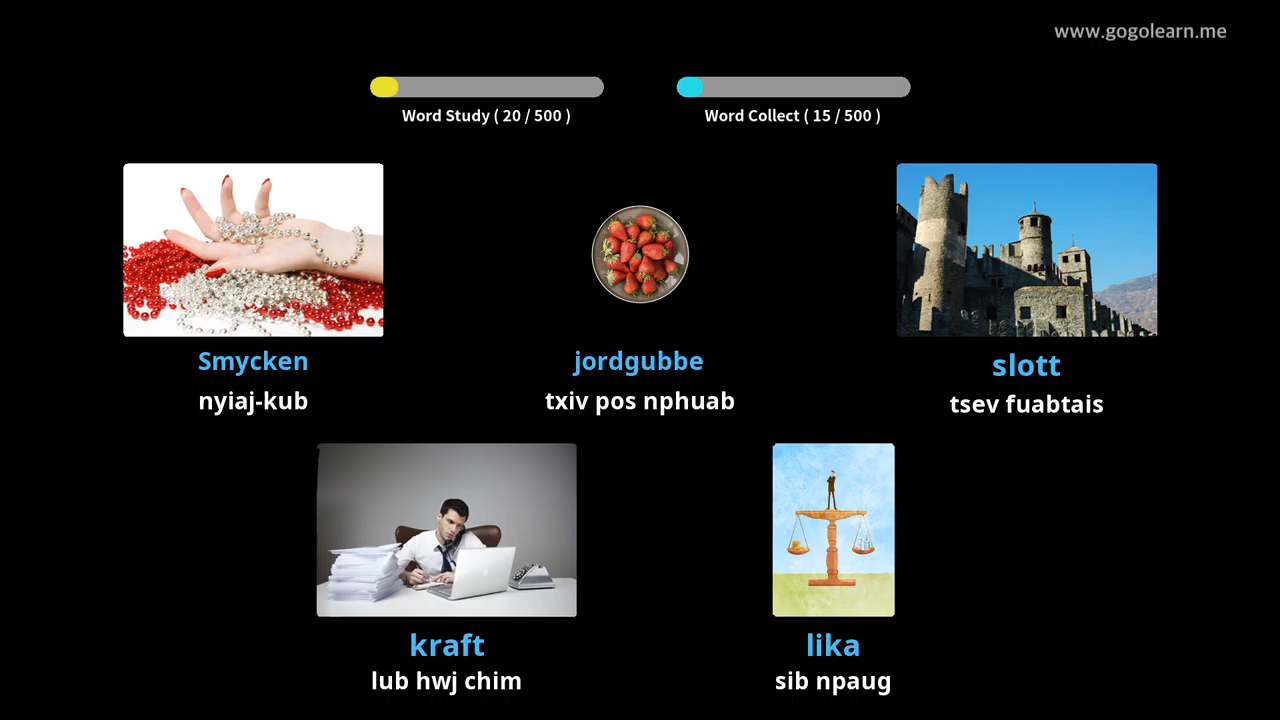 www.gogolearn.me
Word Study ( 20 / 500 )
Word Collect ( 15 / 500 )
Smycken
nyiaj-kub
jordgubbe
txiv pos nphuab
slott
tsev fuabtais
kraft
lub hwj chim
lika
sib npaug